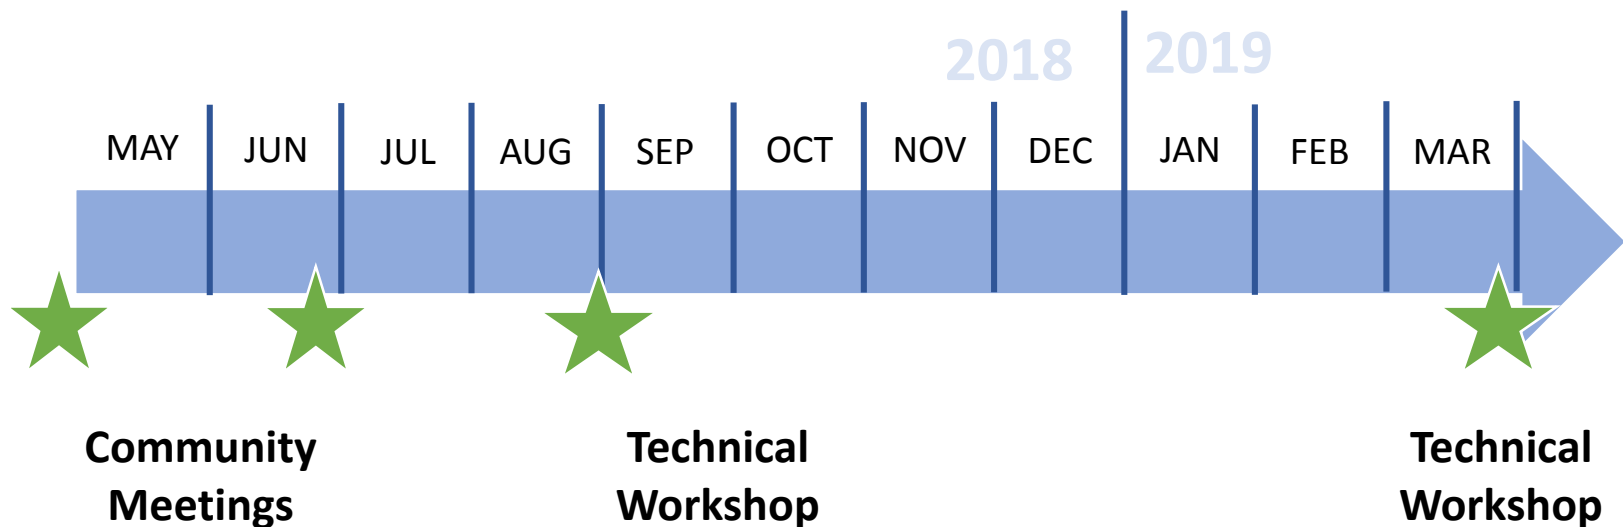 2018 2019
MAY JUN JUL AUG SEP OCT NOV DEC JAN FEB MAR
Community
Meetings
Technical
Workshop
Technical
Workshop